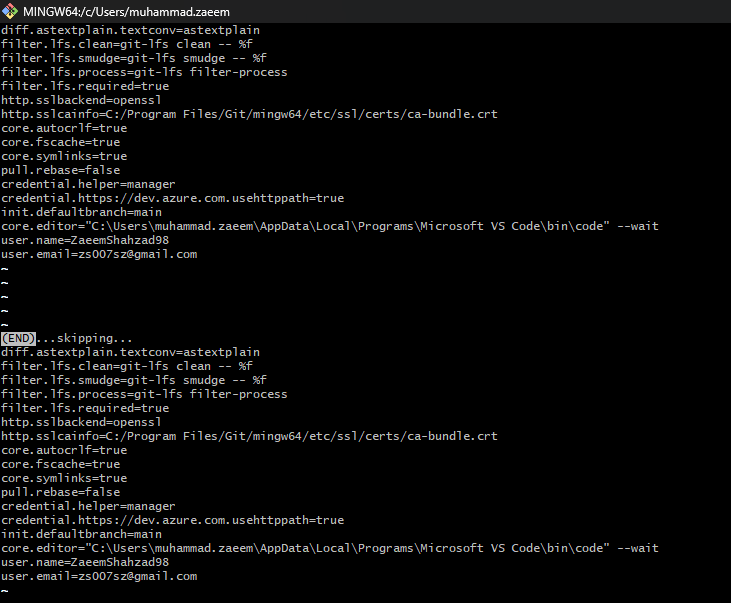 MINGW64:/c/Users/muhammad.zaeem
diff.astextplain.textconv=astextplain
filter.lfs.clean=git-lfs clean -- %f
filter.lfs.smudge=git-lfs smudge -- %f
filter.lfs.process=git-lfs filter-process
filter.lfs.required=true
http.sslbackend=openssl
http.sslcainfo=C:/Program Files/Git/mingw64/etc/ssl/certs/ca-bundle.crt
core.autocrlf=true
core.fscache=true
core.symlinks=true
pull.rebase=false
credential.helper=manager
credential.https://dev.azure.com.usehttppath=true
init.defaultbranch=main
core.editor="C:\Users\muhammad.zaeem\AppData\Local\Programs\Microsoft VS Code\bin\code" --wait
user.name=ZaeemShahzad98
user.email=zs007sz@gmail.com
~
~
~
~
~
(END)...skipping...
diff.astextplain.textconv=astextplain
filter.lfs.clean=git-lfs clean -- %f
filter.lfs.smudge=git-lfs smudge -- %f
filter.lfs.process=git-lfs filter-process
filter.lfs.required=true
http.sslbackend=openssl
http.sslcainfo=C:/Program Files/Git/mingw64/etc/ssl/certs/ca-bundle.crt
core.autocrlf=true
core.fscache=true
core.symlinks=true
pull.rebase=false
credential.helper=manager
credential.https://dev.azure.com.usehttppath=true
init.defaultbranch=main
core.editor="C:\Users\muhammad.zaeem\AppData\Local\Programs\Microsoft VS Code\bin\code" --wait
user.name=ZaeemShahzad98
user.email=zs007sz@gmail.com
~